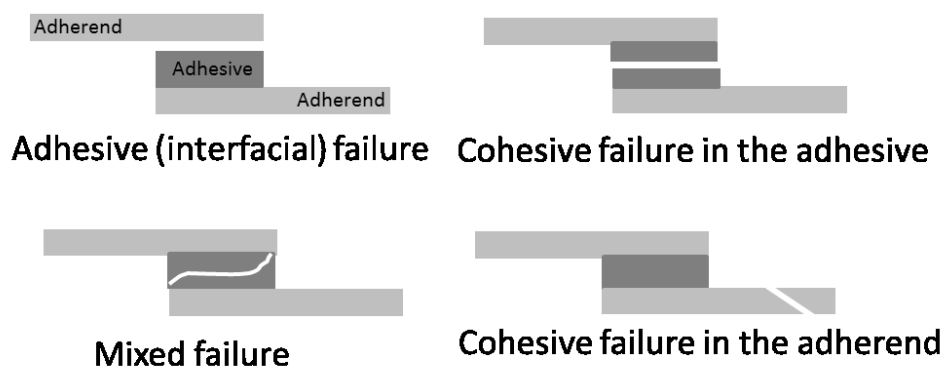 Adherend
Adhesive
Adherend
Adhesive (interfacial) failure
Cohesive failure in the adhesive
Mixed failure
Cohesive failure in the adherend